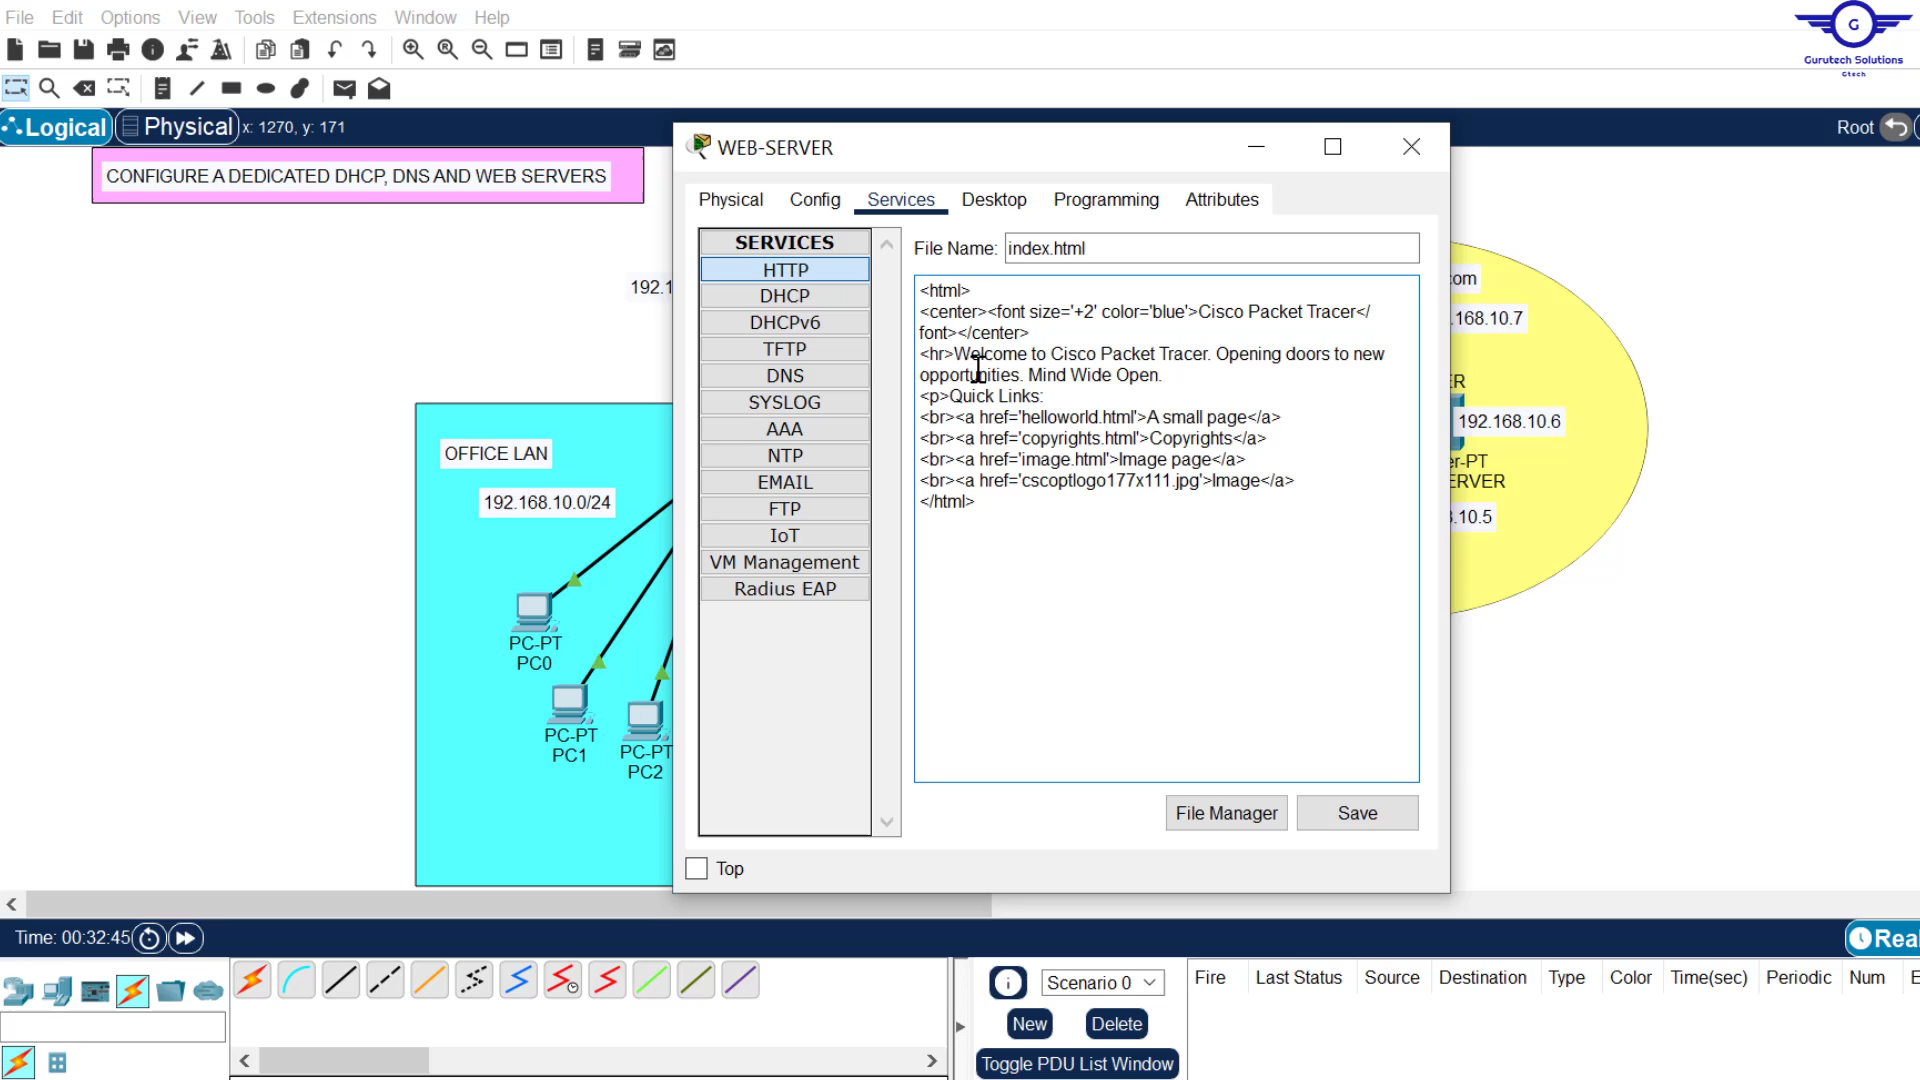 File Edit Options View Tools Extensions Window Help
G
Gurutech Solutions
Gtech
Logical Physical x: 1270, y: 171
Root
CONFIGURE A DEDICATED DHCP, DNS AND WEB SERVERS
WEB-SERVER
Physical Config Services Desktop Programming Attributes
SERVICES
HTTP
DHCP
DHCPv6
TFTP
DNS
SYSLOG
AAA
NTP
EMAIL
FTP
IoT
VM Management
Radius EAP
File Name: index.html
<html>
<center><font size='+2' color='blue'>Cisco Packet Tracer</
font></center>
<hr>Welcome to Cisco Packet Tracer. Opening doors to new
opportunities. Mind Wide Open.
<p>Quick Links:
<br><a href='helloworld.html'>A small page</a>
<br><a href='copyrights.html'>Copyrights</a>
<br><a href='image.html'>Image page</a>
<br><a href='cscoptlogo177x111.jpg'>Image</a>
</html>
File Manager Save
Top
192.1
OFFICE LAN
192.168.10.0/24
PC-PT
PC0
PC-PT
PC1
PC-PT
PC2
com
.168.10.7
ER
192.168.10.6
er-PT
ERVER
.10.5
Time: 00:32:45
Real
Scenario 0
New Delete
Toggle PDU List Window
Fire Last Status Source Destination Type Color Time(sec) Periodic Num E